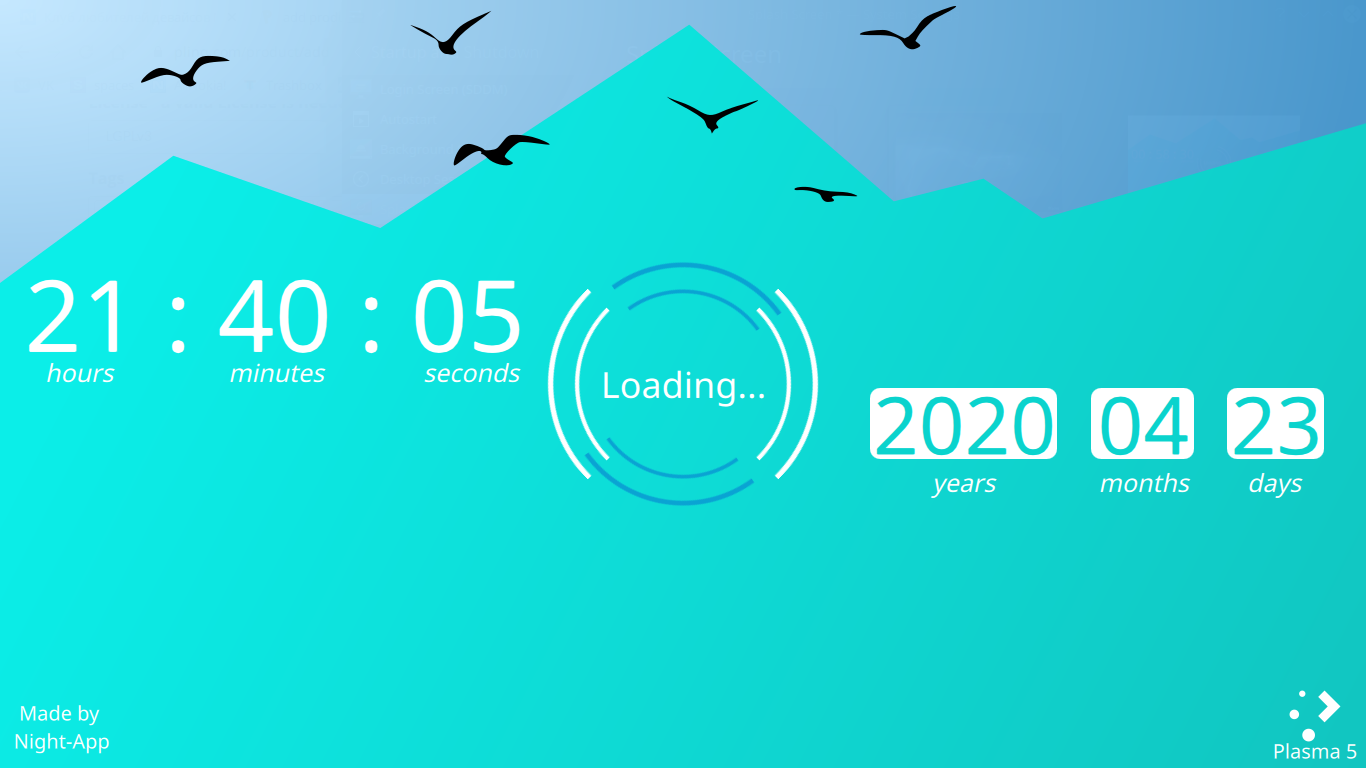 21 : 40 : 05
hours minutes seconds
Loading...
2020 04 23
years months days
Made by
Night-App
Plasma 5